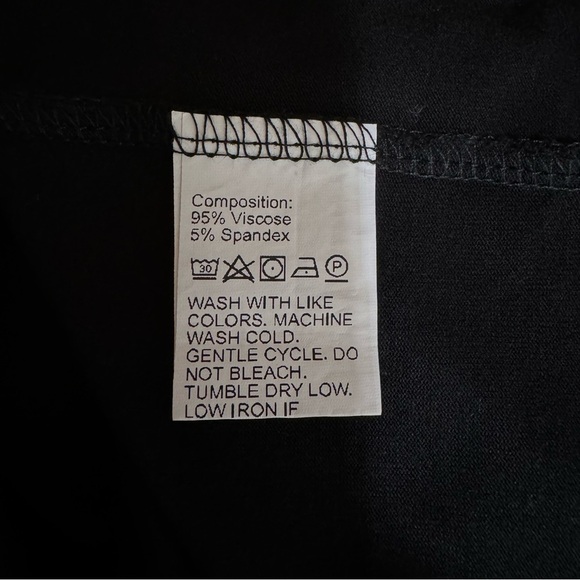 Composition:
95% Viscose
5% Spandex
30 P
WASH WITH LIKE
COLORS. MACHINE
WASH COLD.
GENTLE CYCLE. DO
NOT BLEACH.
TUMBLE DRY LOW.
LOW IRON IF